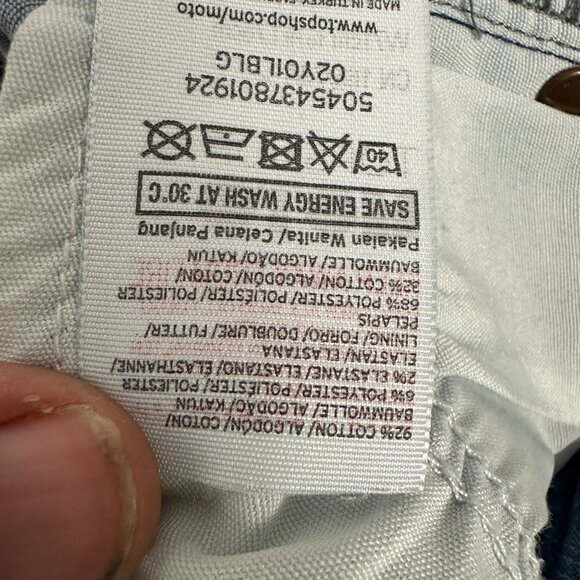 92% COTTON/ ALGODÓN/ COTON/
BAUMWOLLE/ ALGODÃO/ KATUN
6% POLYESTER/ POLIÉSTER/ POLIESTER
2% ELASTANE/ ELASTANO/ ELASTHANNE/
ELASTAN/ ELASTANA
LINING/ FORRO/ DOUBLURE/ FUTTER/
PELAPIS
68% POLYESTER/ POLIÉSTER/ POLIESTER
32% COTTON/ ALGODÓN/ COTON/
BAUMWOLLE/ ALGODÃO/ KATUN
Pakaian Wanita/ Celana Panjang
SAVE ENERGY WASH AT 30°C
40
5045437801924
02Y01LBLG
www.topshop.com/moto
MADE IN TURKEY